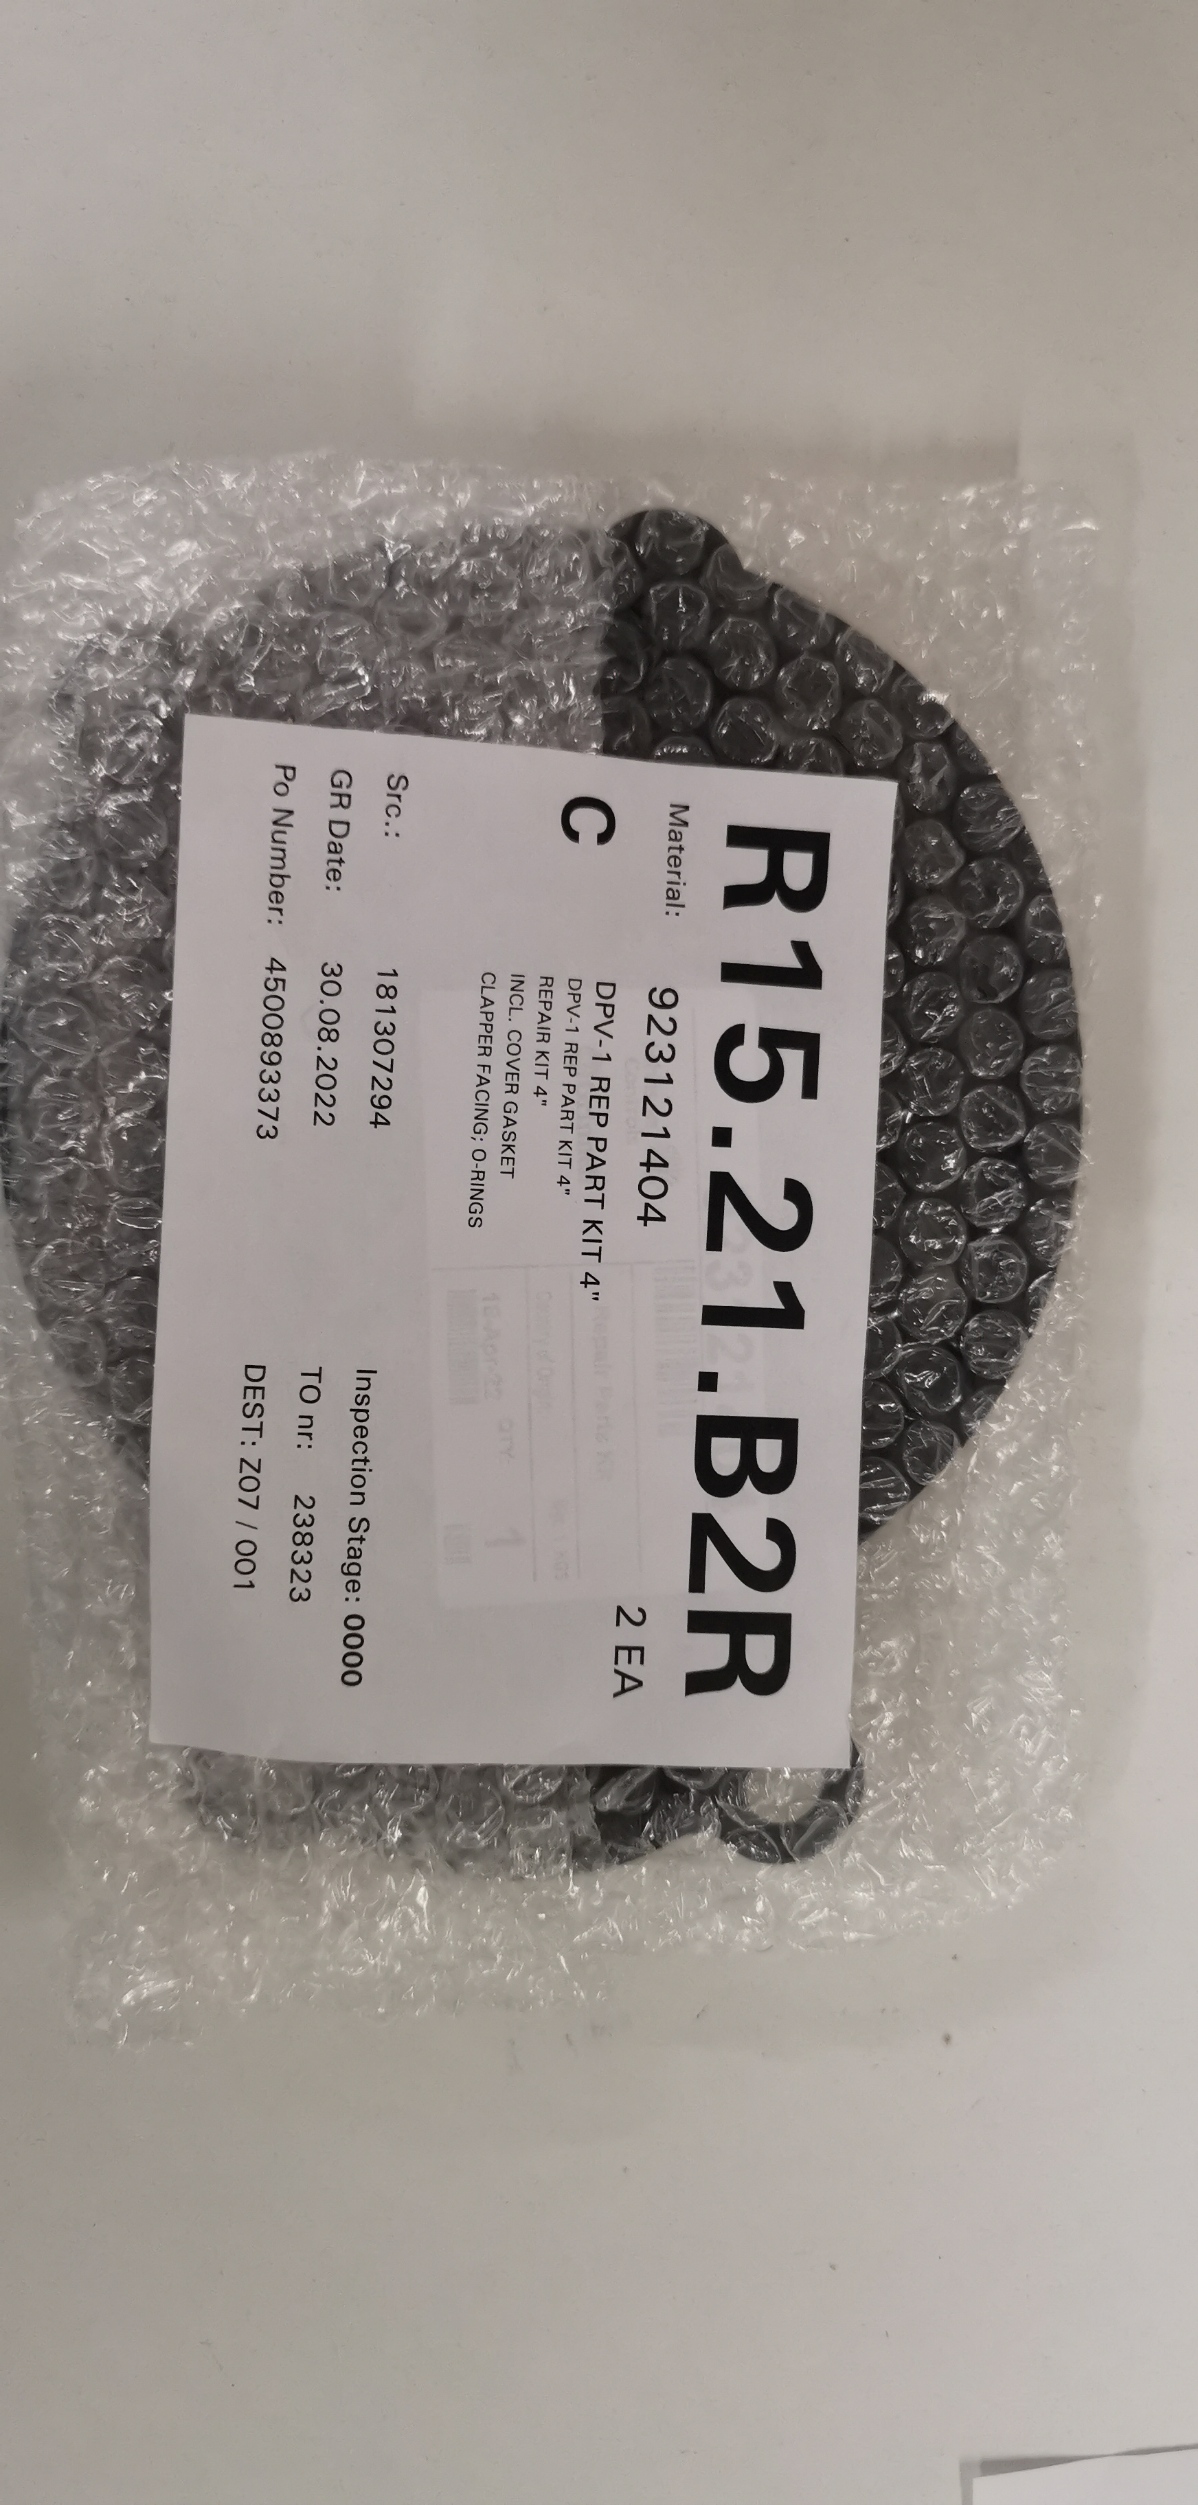 R15.21.B2R
Material: 923121404
2 EA
C DPV-1 REP PART KIT 4"
DPV-1 REP PART KIT 4"
REPAIR KIT 4"
INCL. COVER GASKET
CLAPPER FACING; O-RINGS
Src.: 181307294 Inspection Stage: 0000
GR Date: 30.08.2022 TO nr: 238323
Po Number: 4500893373 DEST: Z07 / 001